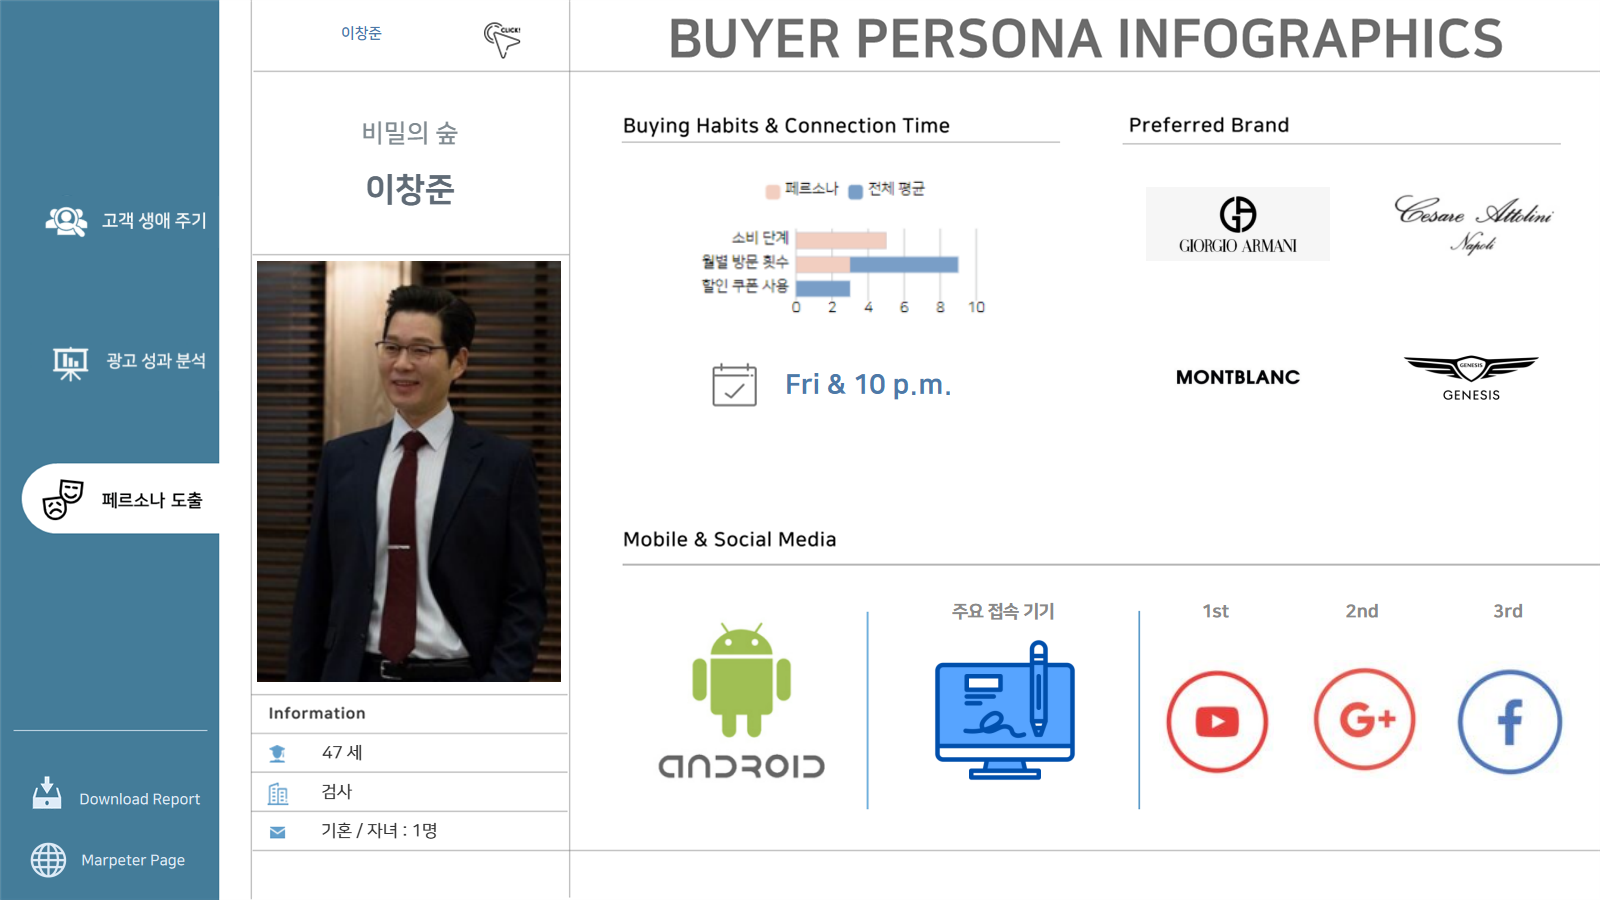 이창준
CLICK!
BUYER PERSONA INFOGRAPHICS
고객 생애 주기
광고 성과 분석
페르소나 도출
Download Report
Marpeter Page
비밀의 숲
이창준
Information
47 세
검사
기혼 / 자녀 : 1명
Buying Habits & Connection Time
페르소나 전체 평균
소비 단계
월별 방문 횟수
할인 쿠폰 사용
0 2 4 6 8 10
Fri & 10 p.m.
Preferred Brand
GA
GIORGIO ARMANI
Cesare Attolini
Napoli
MONTBLANC
GENESIS
GENESIS
Mobile & Social Media
ANDROID
주요 접속 기기
1st 2nd 3rd
G+
f